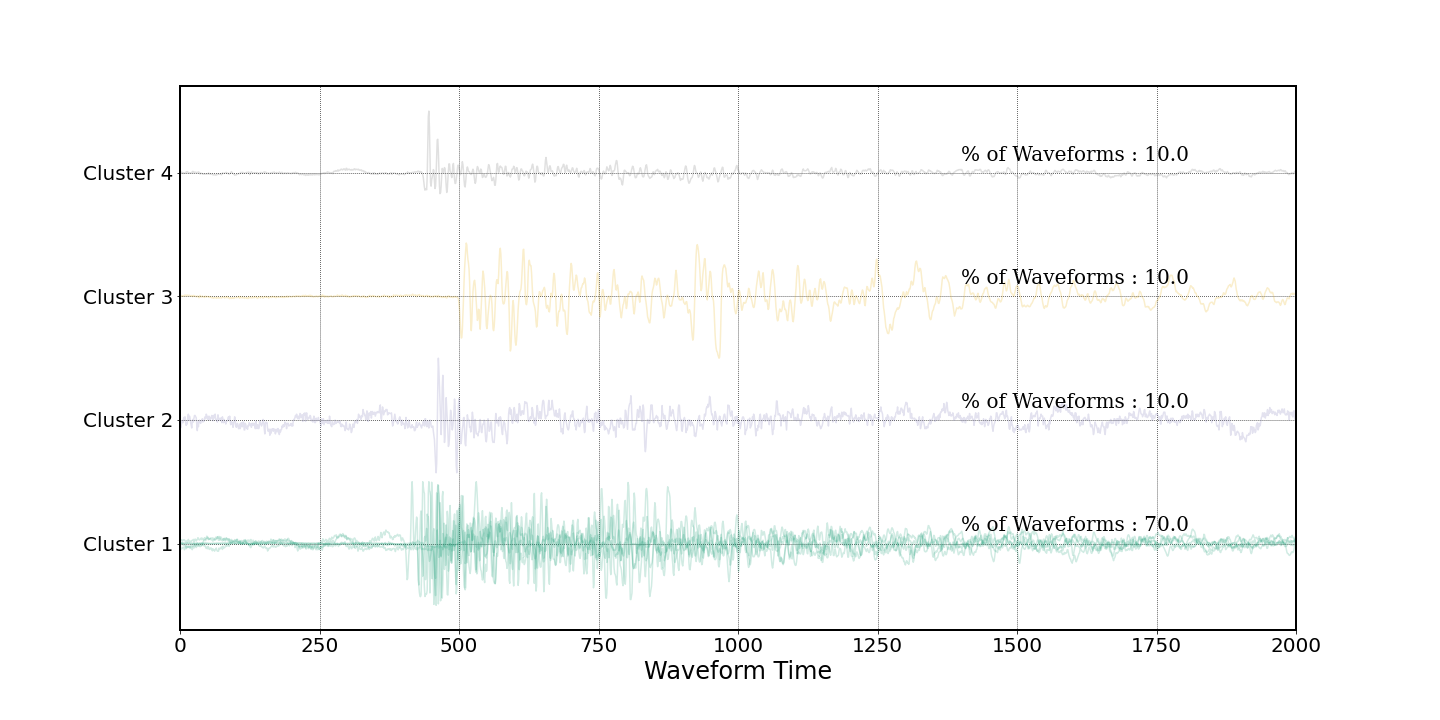 Cluster 4
% of Waveforms : 10.0
Cluster 3
% of Waveforms : 10.0
Cluster 2
% of Waveforms : 10.0
Cluster 1
% of Waveforms : 70.0
0 250 500 750 1000 1250 1500 1750 2000
Waveform Time